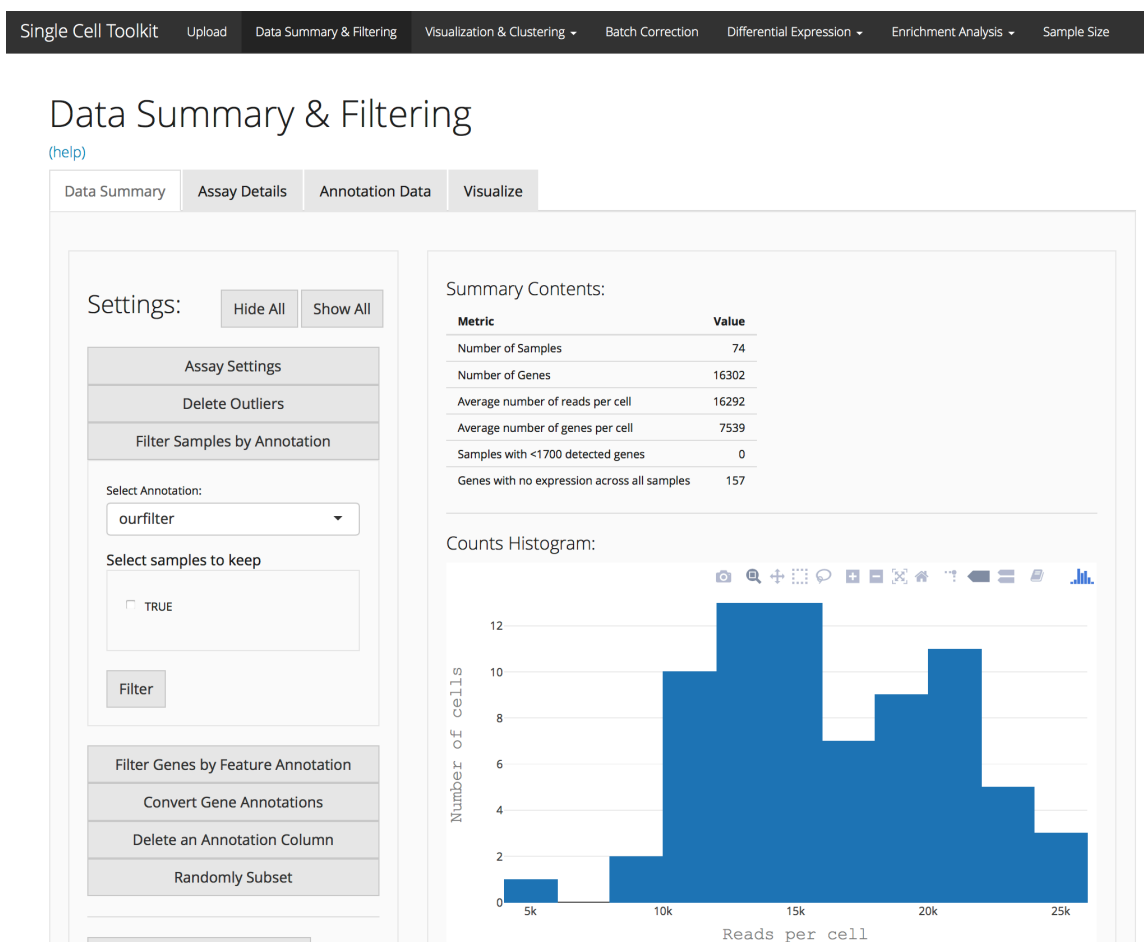 Single Cell Toolkit Upload Data Summary & Filtering Visualization & Clustering Batch Correction Differential Expression Enrichment Analysis Sample Size
Data Summary & Filtering
(help)
Data Summary Assay Details Annotation Data Visualize
Settings: Hide All Show All
Assay Settings
Delete Outliers
Filter Samples by Annotation
Select Annotation:
ourfilter
Select samples to keep
TRUE
Filter
Filter Genes by Feature Annotation
Convert Gene Annotations
Delete an Annotation Column
Randomly Subset
Summary Contents:
Metric Value
Number of Samples 74
Number of Genes 16302
Average number of reads per cell 16292
Average number of genes per cell 7539
Samples with <1700 detected genes 0
Genes with no expression across all samples 157
Counts Histogram:
12
10
8
6
4
2
0
Number of cells
5k 10k 15k 20k 25k
Reads per cell